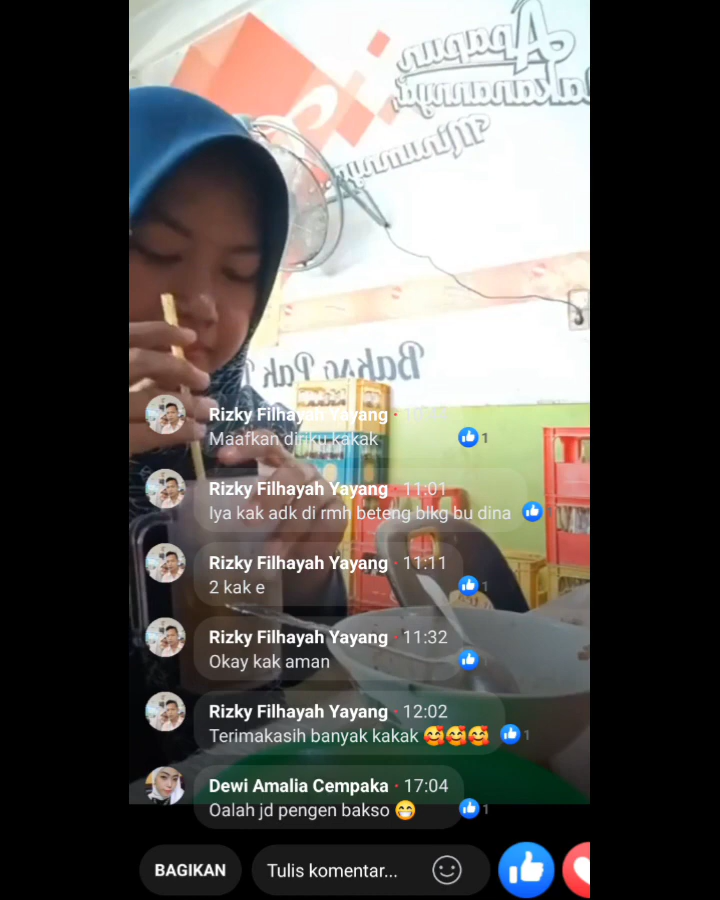 Apapun
Makanannya,
Minumnya
Bakso Pak
Rizky Filhayah Yayang
Maafkan diriku kakak
1
Rizky Filhayah Yayang · 11:01
Iya kak adk di rmh beteng blkg bu dina
Rizky Filhayah Yayang · 11:11
2 kak e
1
Rizky Filhayah Yayang · 11:32
Okay kak aman
Rizky Filhayah Yayang · 12:02
Terimakasih banyak kakak 🥰🥰🥰
1
Dewi Amalia Cempaka · 17:04
Oalah jd pengen bakso 😁
1
BAGIKAN
Tulis komentar...